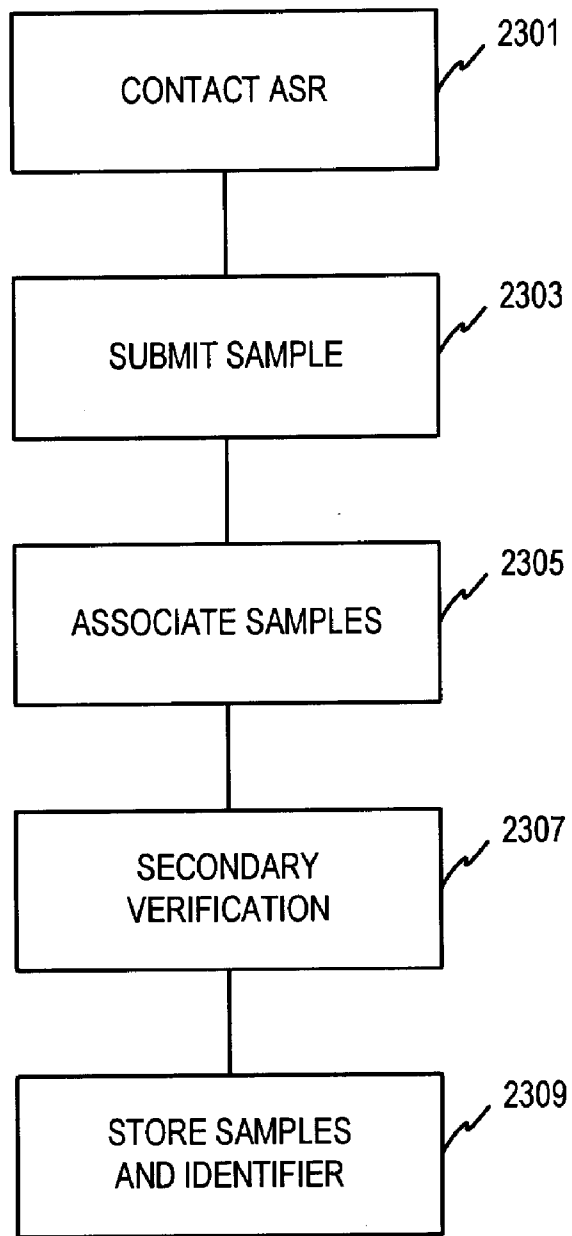 2301
CONTACT ASR
2303
SUBMIT SAMPLE
2305
ASSOCIATE SAMPLES
2307
SECONDARY
VERIFICATION
2309
STORE SAMPLES
AND IDENTIFIER